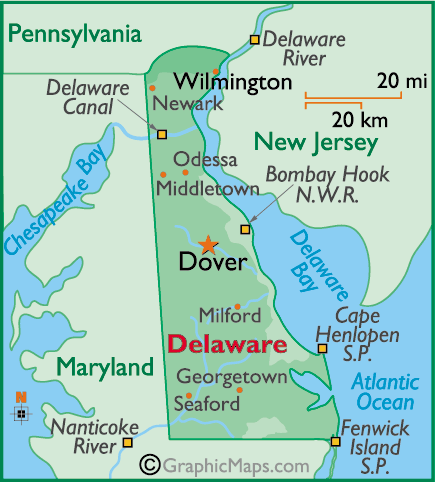 Pennsylvania
Delaware
River
Wilmington
Delaware
Canal
Newark
20 mi
20 km
New Jersey
Odessa
Middletown
Bombay Hook
N.W.R.
Chesapeake Bay
Delaware
Bay
Dover
Milford
Cape
Henlopen
S.P.
Delaware
Maryland
Georgetown
Seaford
Atlantic
Ocean
N
Nanticoke
River
Fenwick
Island
S.P.
©GraphicMaps.com